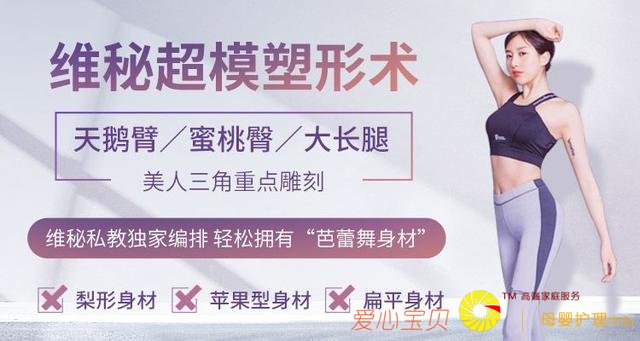 维秘超模塑形术
天鹅臂／蜜桃臀／大长腿
美人三角重点雕刻
维秘私教独家编排 轻松拥有“芭蕾舞身材”
梨形身材 苹果型身材 扁平身材
TM 高端家庭服务
爱心宝贝 母婴护理